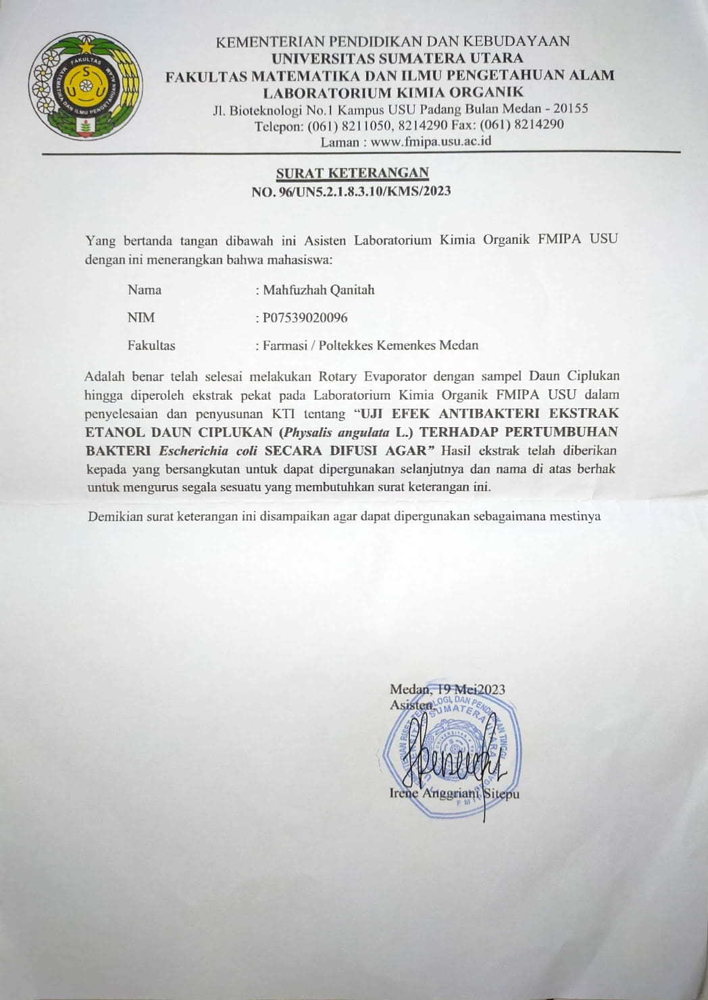 KEMENTERIAN PENDIDIKAN DAN KEBUDAYAAN
UNIVERSITAS SUMATERA UTARA
FAKULTAS MATEMATIKA DAN ILMU PENGETAHUAN ALAM
LABORATORIUM KIMIA ORGANIK
Jl. Bioteknologi No.1 Kampus USU Padang Bulan Medan - 20155
Telepon: (061) 8211050, 8214290 Fax: (061) 8214290
Laman : www.fmipa.usu.ac.id
FAKULTAS
MATEMATIKA DAN ILMU PENGETAHUAN ALAM
S
U U
SURAT KETERANGAN
NO. 96/UN5.2.1.8.3.10/KMS/2023
Yang bertanda tangan dibawah ini Asisten Laboratorium Kimia Organik FMIPA USU
dengan ini menerangkan bahwa mahasiswa:
Nama : Mahfuzhah Qanitah
NIM : P07539020096
Fakultas : Farmasi / Poltekkes Kemenkes Medan
Adalah benar telah selesai melakukan Rotary Evaporator dengan sampel Daun Ciplukan
hingga diperoleh ekstrak pekat pada Laboratorium Kimia Organik FMIPA USU dalam
penyelesaian dan penyusunan KTI tentang “UJI EFEK ANTIBAKTERI EKSTRAK
ETANOL DAUN CIPLUKAN (Physalis angulata L.) TERHADAP PERTUMBUHAN
BAKTERI Escherichia coli SECARA DIFUSI AGAR” Hasil ekstrak telah diberikan
kepada yang bersangkutan untuk dapat dipergunakan selanjutnya dan nama di atas berhak
untuk mengurus segala sesuatu yang membutuhkan surat keterangan ini.
Demikian surat keterangan ini disampaikan agar dapat dipergunakan sebagaimana mestinya
Medan, 19 Mei2023
Asisten,
RISET, DAN PENDIDIKAN TINGGI
SUMATERA UTARA
UNIVERSITAS
FMIPA
Irene Anggriani Sitepu